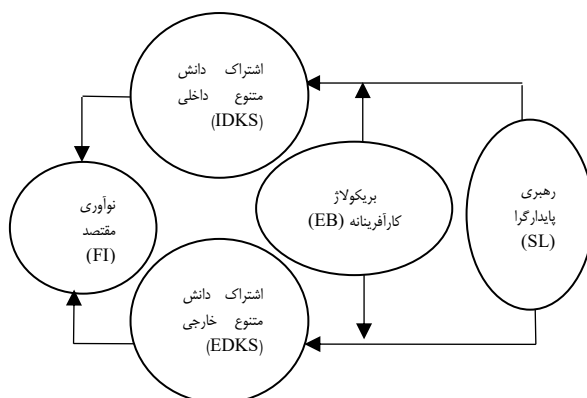 اشتراک دانش
متنوع داخلی
(IDKS)
رهبری
پایدارگرا
(SL)
بریکولاژ
کارآفرینانه (EB)
نوآوری
مقتصد
(FI)
اشتراک دانش
متنوع خارجی
(EDKS)